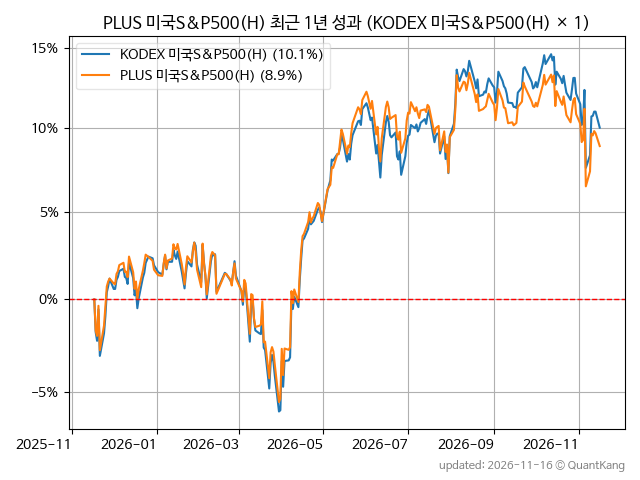 PLUS 미국S&P500(H) 최근 1년 성과 (KODEX 미국S&P500(H) × 1)
KODEX 미국S&P500(H) (10.1%)
PLUS 미국S&P500(H) (8.9%)
15%
10%
5%
0%
−5%
2025-11 2026-01 2026-03 2026-05 2026-07 2026-09 2026-11
updated: 2026-11-16 © QuantKang